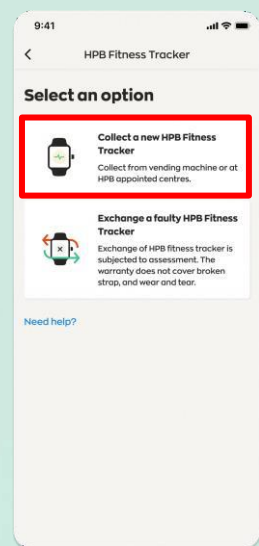 9:41
HPB Fitness Tracker
Select an option
Collect a new HPB Fitness
Tracker
Collect from vending machine or at
HPB appointed centres.
Exchange a faulty HPB Fitness
Tracker
Exchange of HPB fitness tracker is
subjected to assessment. The
warranty does not cover broken
strap, and wear and tear.
Need help?